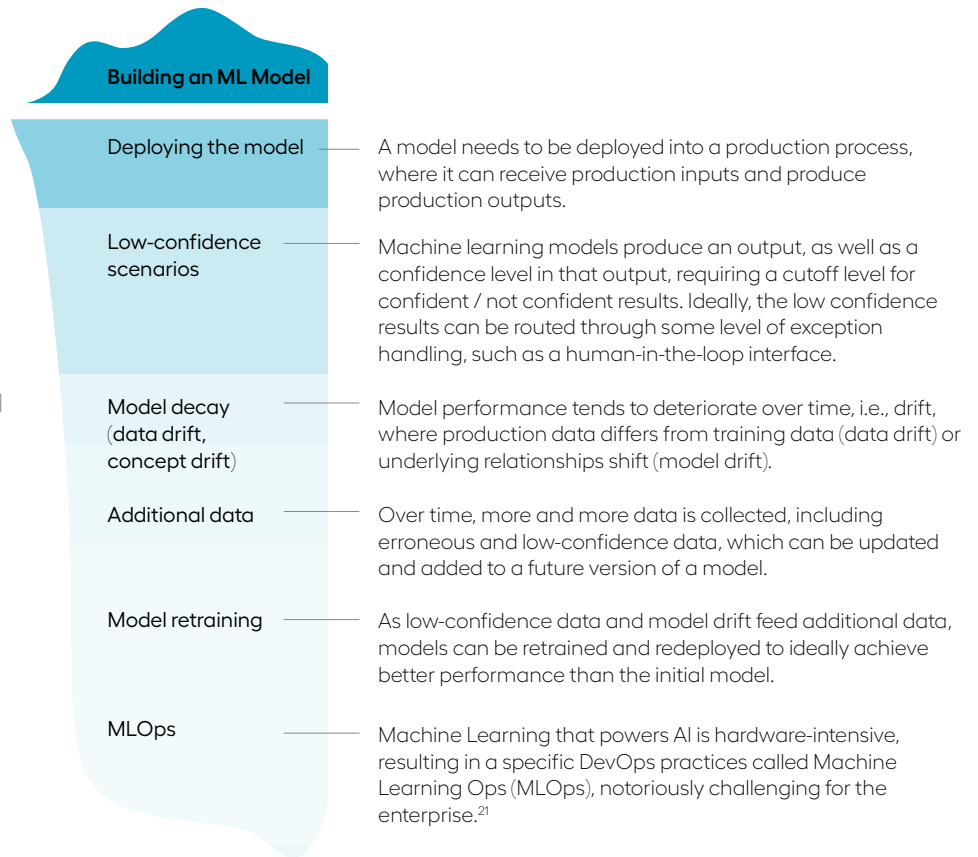 Building an ML Model
Deploying the model
A model needs to be deployed into a production process,
where it can receive production inputs and produce
production outputs.
Low-confidence
scenarios
Machine learning models produce an output, as well as a
confidence level in that output, requiring a cutoff level for
confident / not confident results. Ideally, the low confidence
results can be routed through some level of exception
handling, such as a human-in-the-loop interface.
Model decay
(data drift,
concept drift)
Model performance tends to deteriorate over time, i.e., drift,
where production data differs from training data (data drift) or
underlying relationships shift (model drift).
Additional data
Over time, more and more data is collected, including
erroneous and low-confidence data, which can be updated
and added to a future version of a model.
Model retraining
As low-confidence data and model drift feed additional data,
models can be retrained and redeployed to ideally achieve
better performance than the initial model.
MLOps
Machine Learning that powers AI is hardware-intensive,
resulting in a specific DevOps practices called Machine
Learning Ops (MLOps), notoriously challenging for the
enterprise.²¹